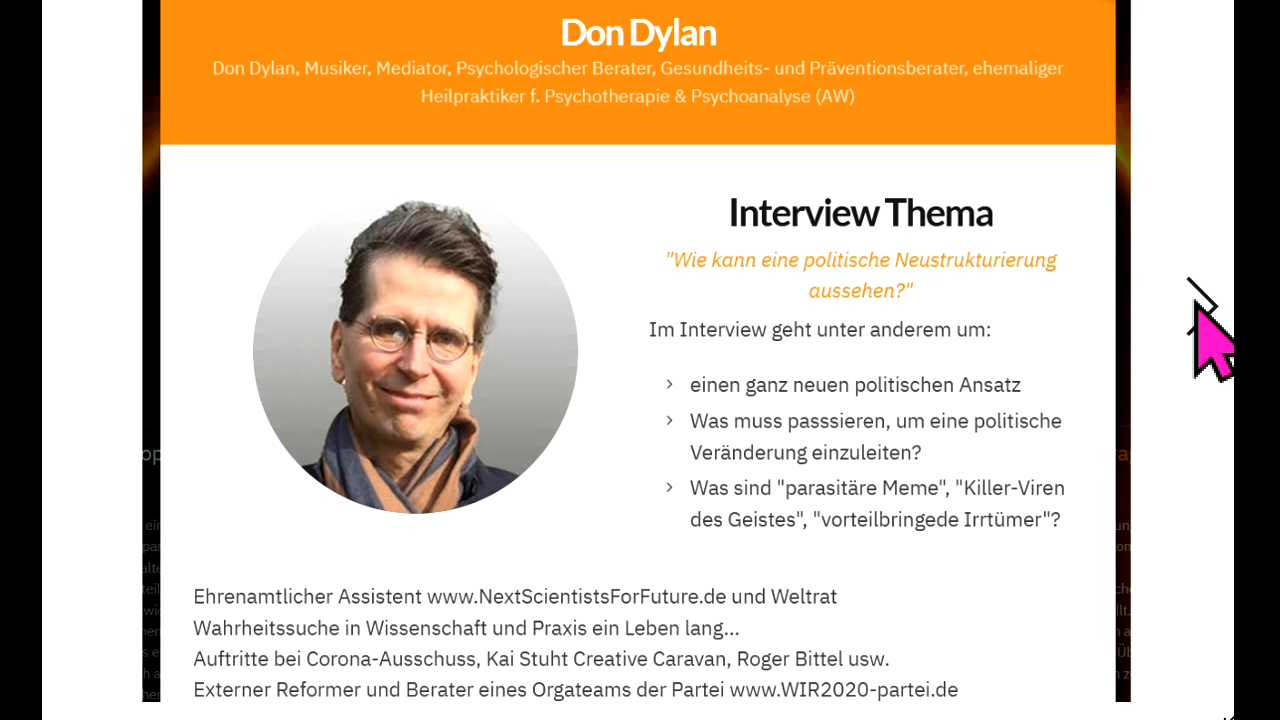 Don Dylan
Don Dylan, Musiker, Mediator, Psychologischer Berater, Gesundheits- und Präventionsberater, ehemaliger
Heilpraktiker f. Psychotherapie & Psychoanalyse (AW)
Interview Thema
"Wie kann eine politische Neustrukturierung
aussehen?"
Im Interview geht unter anderem um:
einen ganz neuen politischen Ansatz
Was muss passsieren, um eine politische
Veränderung einzuleiten?
Was sind "parasitäre Meme", "Killer-Viren
des Geistes", "vorteilbringede Irrtümer"?
Ehrenamtlicher Assistent www.NextScientistsForFuture.de und Weltrat
Wahrheitssuche in Wissenschaft und Praxis ein Leben lang...
Auftritte bei Corona-Ausschuss, Kai Stuht Creative Caravan, Roger Bittel usw.
Externer Reformer und Berater eines Orgateams der Partei www.WIR2020-partei.de